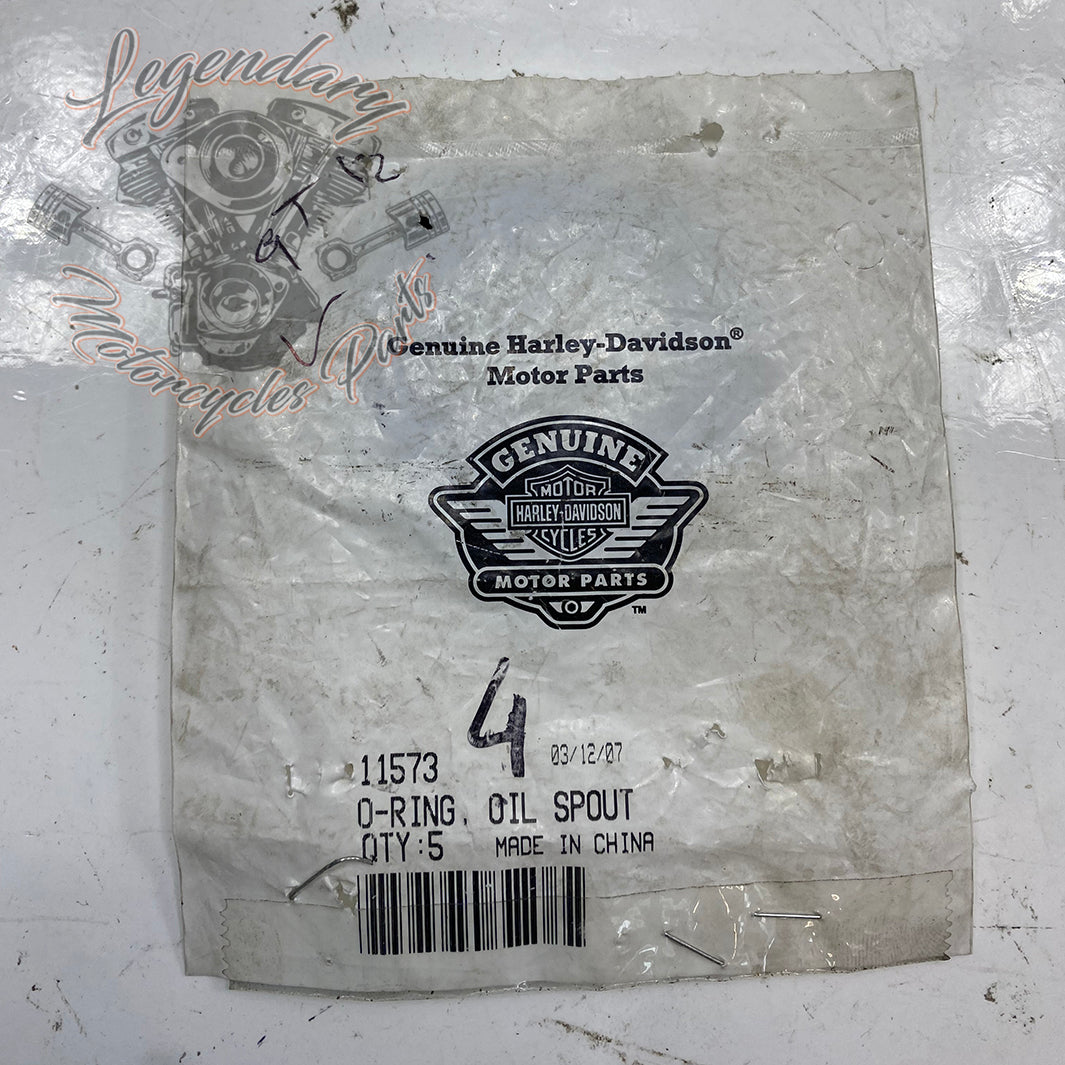 Legendary
Motorcycles Parts
Genuine Harley-Davidson®
Motor Parts
GENUINE
MOTOR
HARLEY-DAVIDSON
CYCLES
MOTOR PARTS
™
4
03/12/07
11573
O-RING, OIL SPOUT
QTY:5 MADE IN CHINA